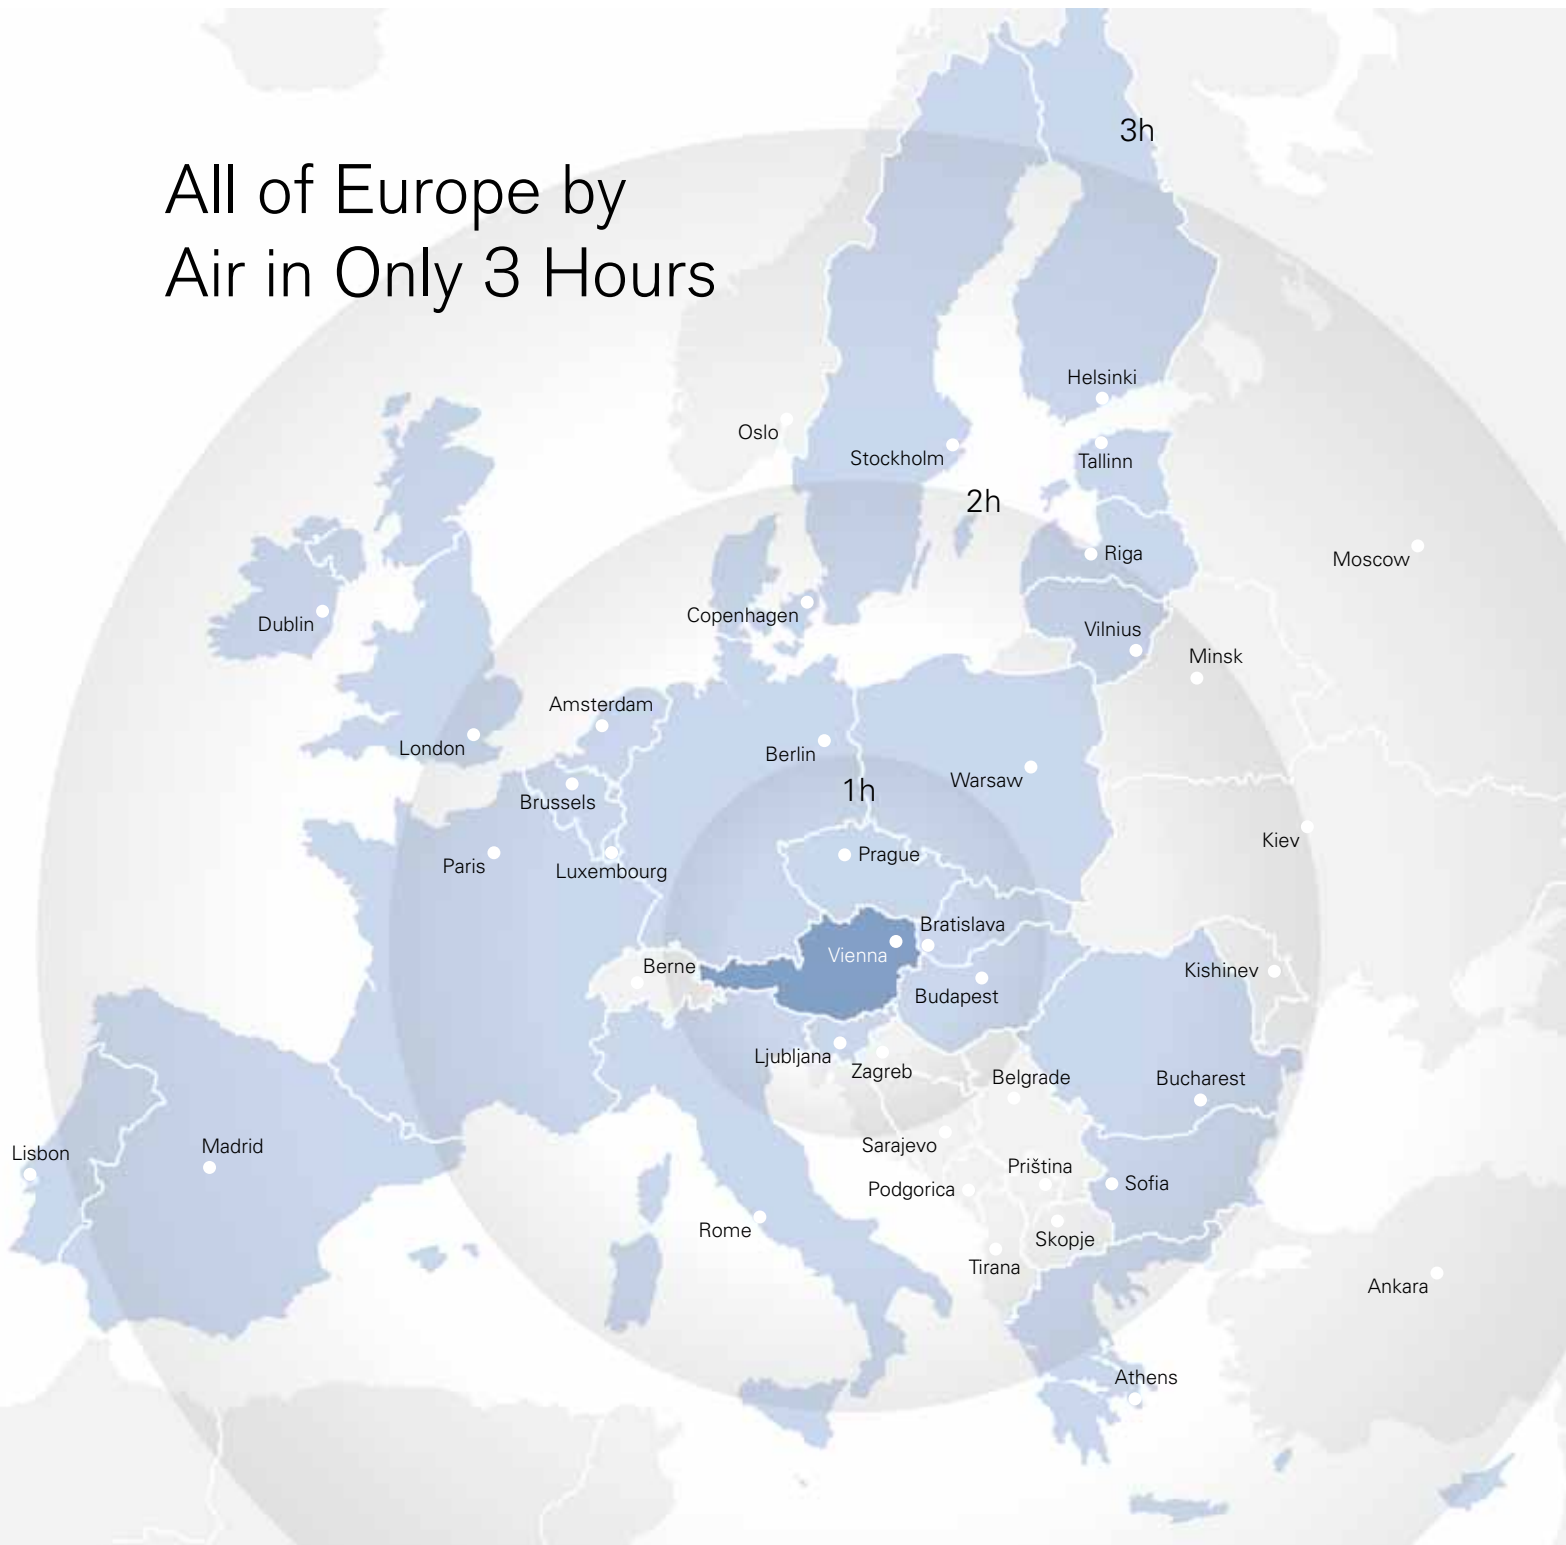 All of Europe by
Air in Only 3 Hours
3h
Helsinki
Oslo
Stockholm
Tallinn
2h
Riga
Moscow
Copenhagen
Dublin
Vilnius
Minsk
Amsterdam
London
Berlin
Warsaw
1h
Brussels
Kiev
Prague
Paris
Luxembourg
Bratislava
Vienna
Berne
Kishinev
Budapest
Ljubljana
Zagreb
Belgrade
Bucharest
Sarajevo
Madrid
Lisbon
Priština
Sofia
Podgorica
Rome
Skopje
Tirana
Ankara
Athens